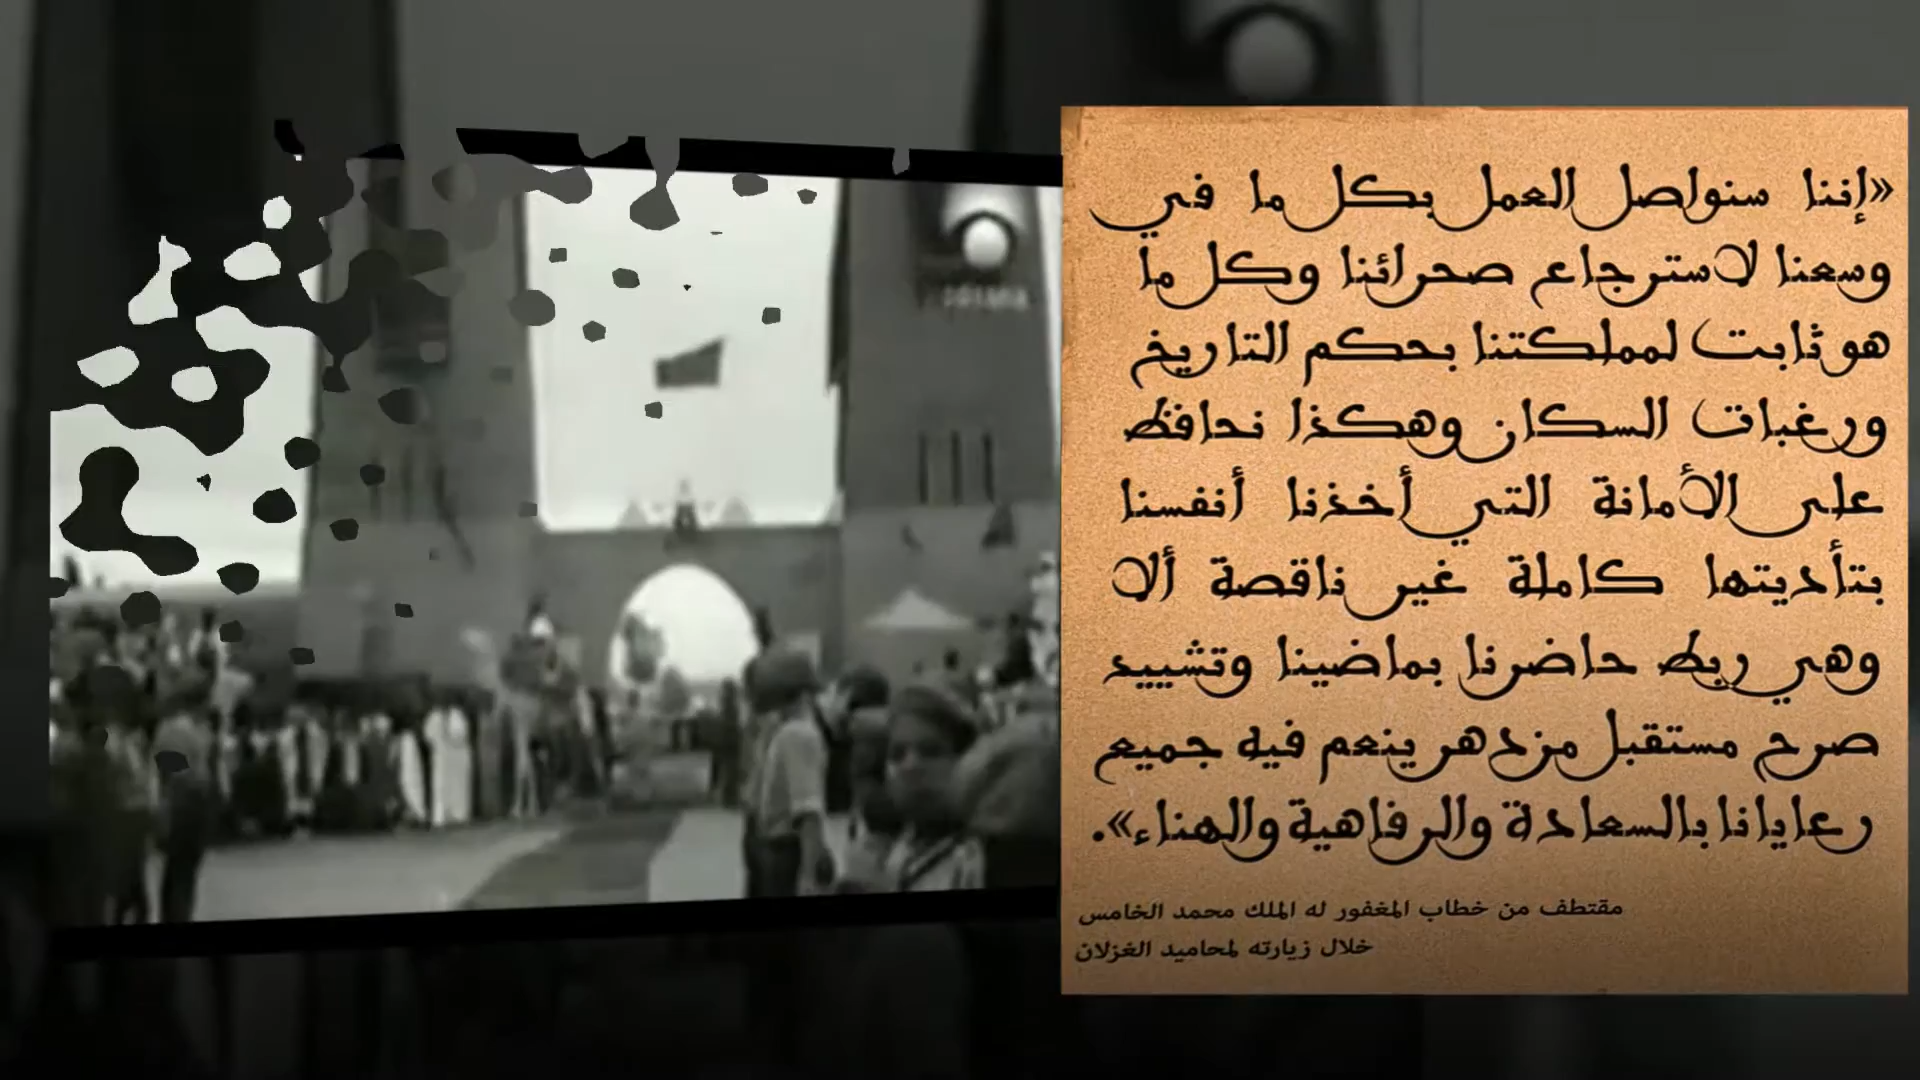 «إننا سنواصل العمل بكل ما في
وسعنا لاسترجاع صحرائنا وكل ما
هو ثابت لمملكتنا بحكم التاريخ
ورغبات السكان وهكذا نحافظ
على الأمانة التي أخذنا أنفسنا
بتأديتها كاملة غير ناقصة ألا
وهي ربط حاضرنا بماضينا وتشييد
صرح مستقبل مزدهر ينعم فيه جميع
رعايانا بالسعادة والرفاهية والهناء».
مقتطف من خطاب المغفور له الملك محمد الخامس
خلال زيارته لمحاميد الغزلان